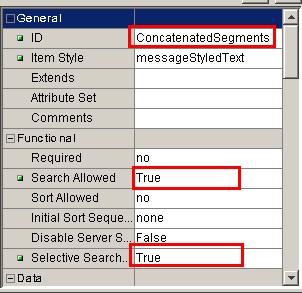 General
ID ConcatenatedSegments
Item Style messageStyledText
Extends
Attribute Set
Comments
Functional
Required no
Search Allowed True
Sort Allowed no
Initial Sort Seque... none
Disable Server S... False
Selective Search... True
Data